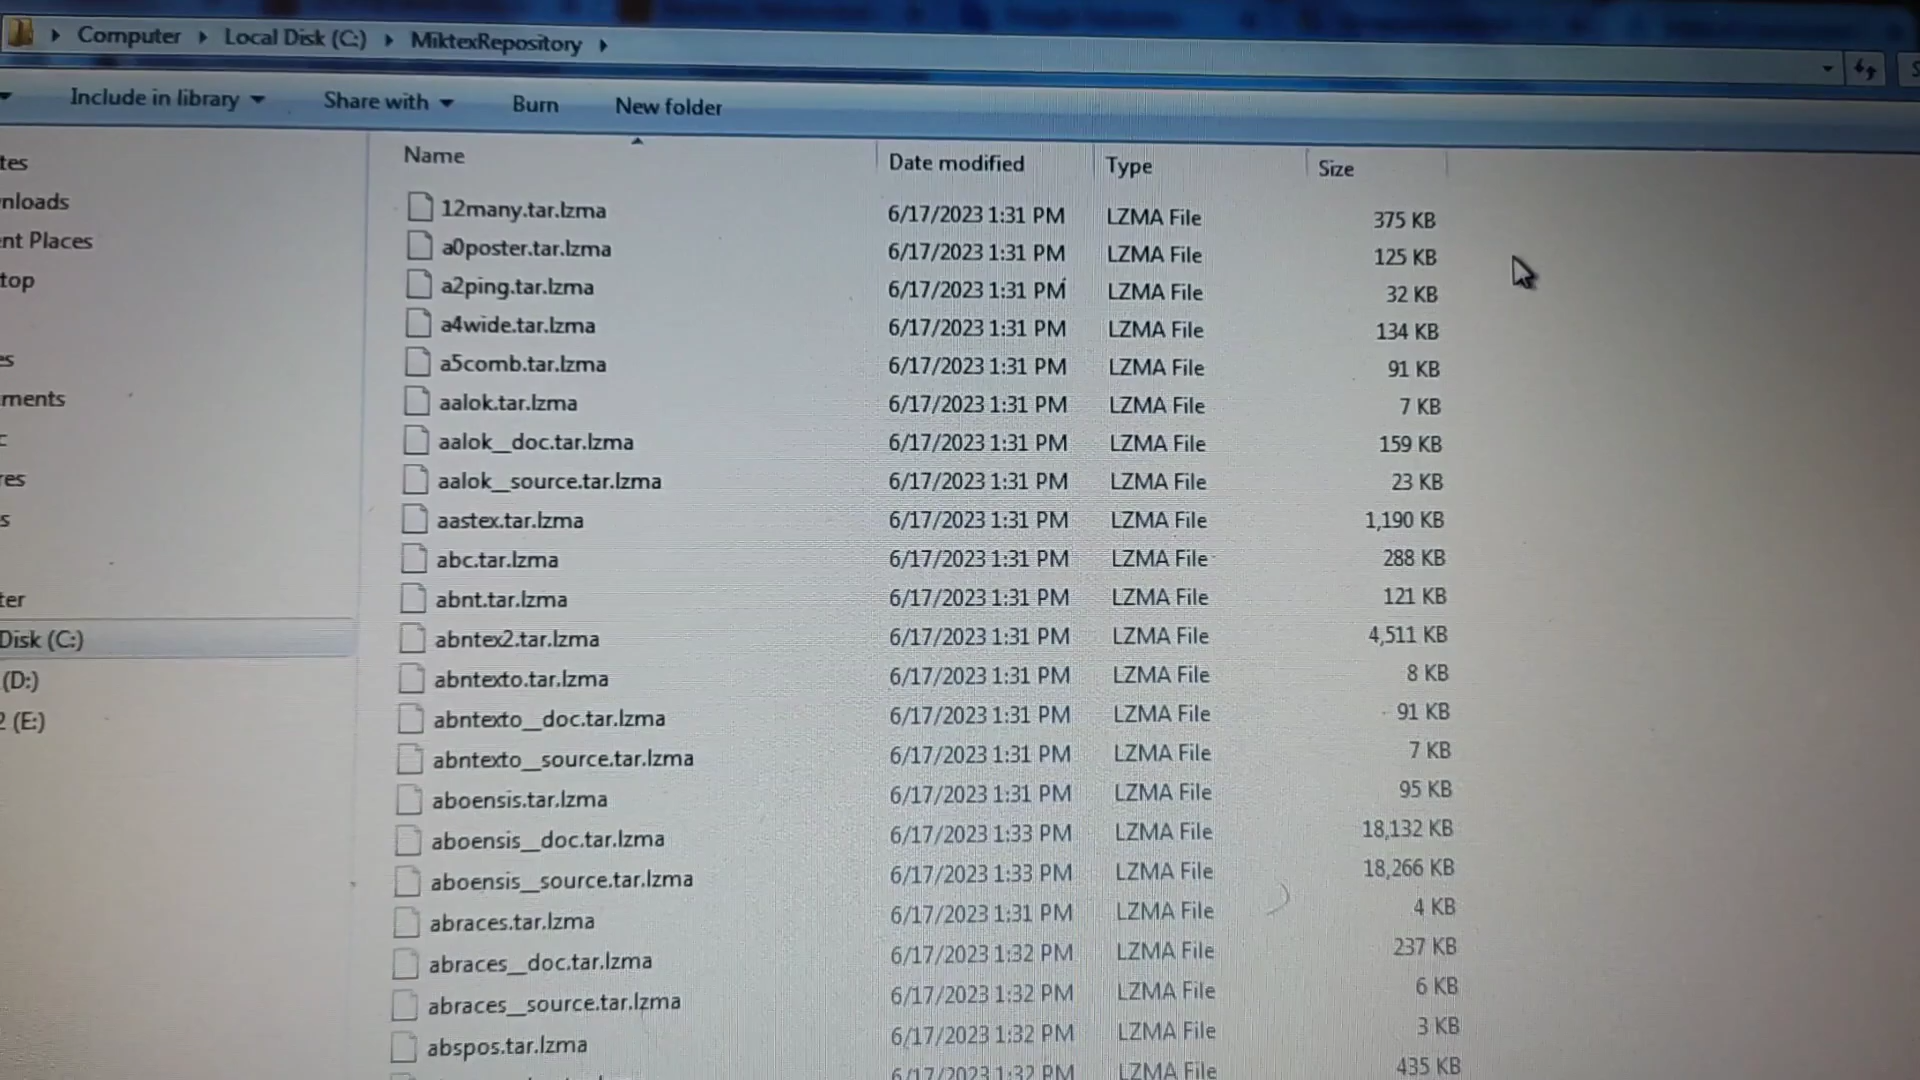 Computer Local Disk (C:) MiktexRepository
Include in library Share with Burn New folder
Name Date modified Type Size
12many.tar.lzma 6/17/2023 1:31 PM LZMA File 375 KB
a0poster.tar.lzma 6/17/2023 1:31 PM LZMA File 125 KB
a2ping.tar.lzma 6/17/2023 1:31 PM LZMA File 32 KB
a4wide.tar.lzma 6/17/2023 1:31 PM LZMA File 134 KB
a5comb.tar.lzma 6/17/2023 1:31 PM LZMA File 91 KB
aalok.tar.lzma 6/17/2023 1:31 PM LZMA File 7 KB
aalok__doc.tar.lzma 6/17/2023 1:31 PM LZMA File 159 KB
aalok__source.tar.lzma 6/17/2023 1:31 PM LZMA File 23 KB
aastex.tar.lzma 6/17/2023 1:31 PM LZMA File 1,190 KB
abc.tar.lzma 6/17/2023 1:31 PM LZMA File 288 KB
abnt.tar.lzma 6/17/2023 1:31 PM LZMA File 121 KB
abntex2.tar.lzma 6/17/2023 1:31 PM LZMA File 4,511 KB
abntexto.tar.lzma 6/17/2023 1:31 PM LZMA File 8 KB
abntexto__doc.tar.lzma 6/17/2023 1:31 PM LZMA File 91 KB
abntexto__source.tar.lzma 6/17/2023 1:31 PM LZMA File 7 KB
aboensis.tar.lzma 6/17/2023 1:31 PM LZMA File 95 KB
aboensis__doc.tar.lzma 6/17/2023 1:33 PM LZMA File 18,132 KB
aboensis__source.tar.lzma 6/17/2023 1:33 PM LZMA File 18,266 KB
abraces.tar.lzma 6/17/2023 1:31 PM LZMA File 4 KB
abraces__doc.tar.lzma 6/17/2023 1:32 PM LZMA File 237 KB
abraces__source.tar.lzma 6/17/2023 1:32 PM LZMA File 6 KB
abspos.tar.lzma 6/17/2023 1:32 PM LZMA File 3 KB
6/17/2023 1:32 PM LZMA File 435 KB
tes
nloads
nt Places
top
es
ments
c
res
s
ter
Disk (C:)
(D:)
2 (E:)